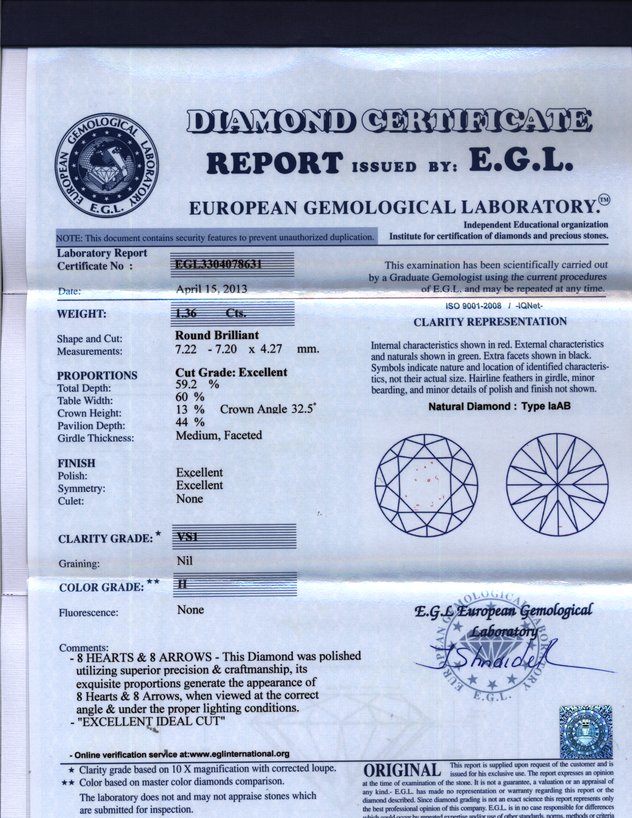 DIAMOND CERTIFICATE
REPORT ISSUED BY: E.G.L.
EUROPEAN GEMOLOGICAL LABORATORY.™
EUROPEAN GEMOLOGICAL LABORATORY
E.G.L.
Independent Educational organization
Institute for certification of diamonds and precious stones.
NOTE: This document contains security features to prevent unauthorized duplication.
Laboratory Report
Certificate No : EGL3304078631
Date: April 15, 2013
WEIGHT: 1.36 Cts.
Shape and Cut: Round Brilliant
Measurements: 7.22 - 7.20 x 4.27 mm.
PROPORTIONS Cut Grade: Excellent
Total Depth: 59.2 %
Table Width: 60 %
Crown Height: 13 % Crown Angle 32.5°
Pavilion Depth: 44 %
Girdle Thickness: Medium, Faceted
FINISH
Polish: Excellent
Symmetry: Excellent
Culet: None
CLARITY GRADE: * VS1
Graining: Nil
COLOR GRADE: ** H
Fluorescence: None
Comments:
- 8 HEARTS & 8 ARROWS - This Diamond was polished
utilizing superior precision & craftmanship, its
exquisite proportions generate the appearance of
8 Hearts & 8 Arrows, when viewed at the correct
angle & under the proper lighting conditions.
- "EXCELLENT IDEAL CUT"
- Online verification service at:www.eglinternational.org
★ Clarity grade based on 10 X magnification with corrected loupe.
★★ Color based on master color diamonds comparison.
The laboratory does not and may not appraise stones which
are submitted for inspection.
This examination has been scientifically carried out
by a Graduate Gemologist using the current procedures
of E.G.L. and may be repeated at any time.
ISO 9001-2008 / -IQNet-
CLARITY REPRESENTATION
Internal characteristics shown in red. External characteristics
and naturals shown in green. Extra facets shown in black.
Symbols indicate nature and location of identified characteris-
tics, not their actual size. Hairline feathers in girdle, minor
bearding, and minor details of polish and finish not shown.
Natural Diamond : Type IaAB
E.G.L European Gemological
Laboratory
E.G.L.
ORIGINAL This report is supplied upon request of the customer and is
issued for his exclusive use. The report expresses an opinion
at the time of examination of the stone. It is not a guarantee, a valuation or an appraisal of
any kind.- E.G.L. has made no representation or warranty regarding this report or the
diamond described. Since diamond grading is not an exact science this report represents only
the best professional opinion of this company. E.G.L. is in no case responsible for differences
which could occur by repeated expertise and/or use of other standards, norms, methods or criteria